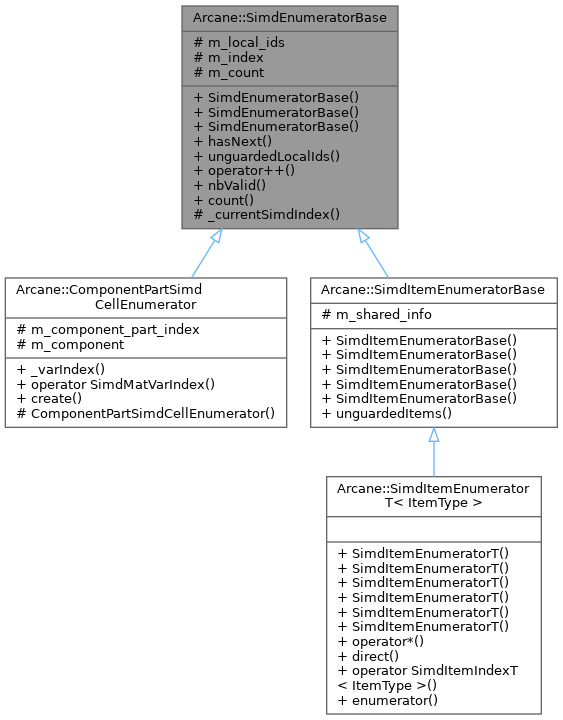 Arcane::SimdEnumeratorBase
# m_local_ids
# m_index
# m_count
+ SimdEnumeratorBase()
+ SimdEnumeratorBase()
+ SimdEnumeratorBase()
+ hasNext()
+ unguardedLocalIds()
+ operator++()
+ nbValid()
+ count()
# _currentSimdIndex()
Arcane::ComponentPartSimd
CellEnumerator
# m_component_part_index
# m_component
+ _varIndex()
+ operator SimdMatVarIndex()
+ create()
# ComponentPartSimdCellEnumerator()
Arcane::SimdItemEnumeratorBase
# m_shared_info
+ SimdItemEnumeratorBase()
+ SimdItemEnumeratorBase()
+ SimdItemEnumeratorBase()
+ SimdItemEnumeratorBase()
+ SimdItemEnumeratorBase()
+ unguardedItems()
Arcane::SimdItemEnumerator
T< ItemType >
+ SimdItemEnumeratorT()
+ SimdItemEnumeratorT()
+ SimdItemEnumeratorT()
+ SimdItemEnumeratorT()
+ SimdItemEnumeratorT()
+ SimdItemEnumeratorT()
+ operator*()
+ direct()
+ operator SimdItemIndexT
< ItemType >()
+ enumerator()